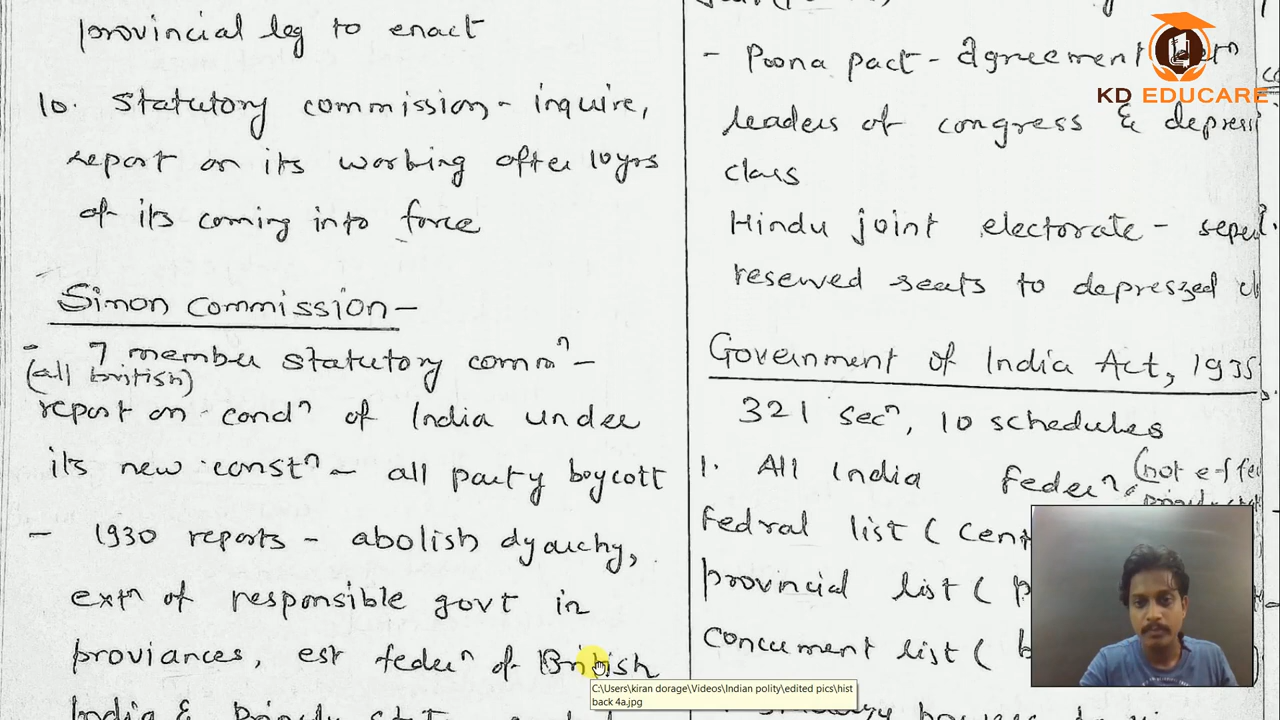 provincial leg to enact
10. Statutory commission - inquire,
report on its working after 10yrs
of its coming into force
Simon Commission -
- 7 member statutory commⁿ -
(all british)
report on condⁿ of India under
its new constⁿ - all party boycott
- 1930 reports - abolish dyarchy,
extⁿ of responsible govt in
proviances, est federⁿ of British
India &
- Poona pact - Agreement
leaders of congress &
class
Hindu joint electorate -
reserved seats to depreszed
Government of India Act, 1935
321 secⁿ, 10 schedules
1. All India federⁿ (not
Fedral list (
provincial list (
concurrent list (
KD EDUCARE
C:\Users\kiran dorage\Videos\Indian polity\edited pics\hist
back 4a.jpg